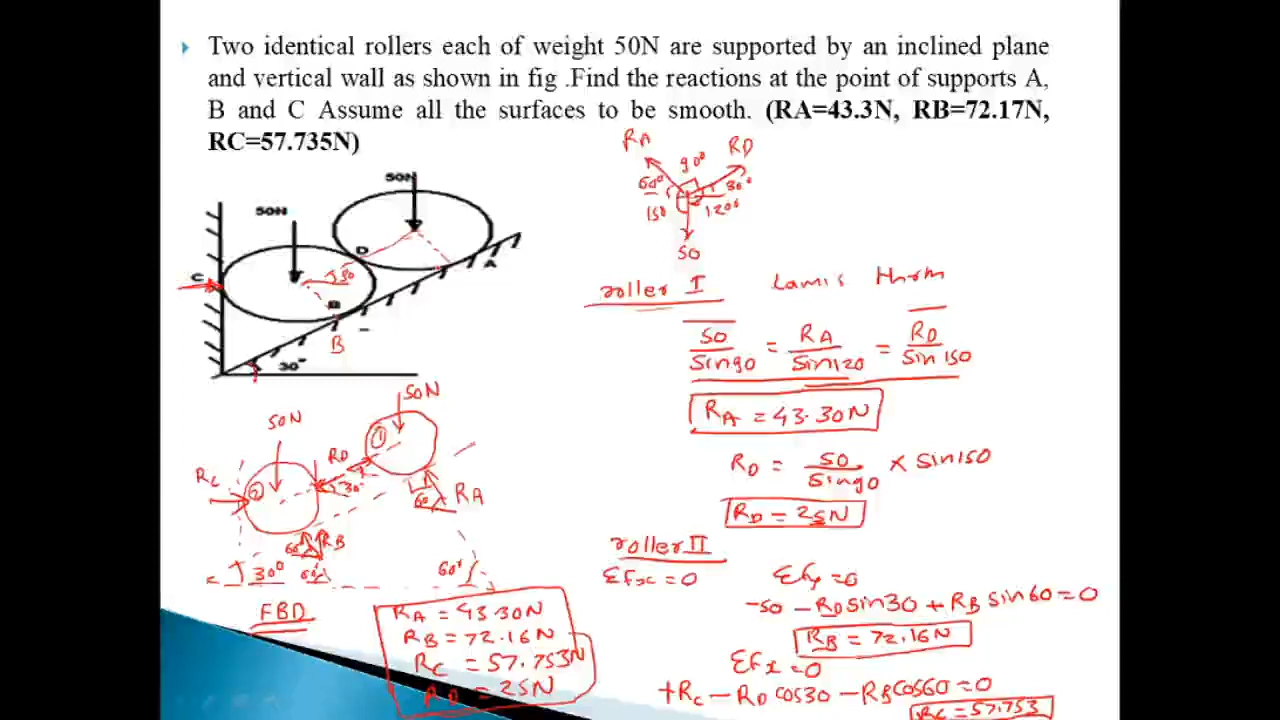 Two identical rollers each of weight 50N are supported by an inclined plane
and vertical wall as shown in fig .Find the reactions at the point of supports A,
B and C Assume all the surfaces to be smooth. (RA=43.3N, RB=72.17N,
RC=57.735N)
RA
RD
90°
60°
30°
150
120°
50
50N
50N
D
C
30
B
A
B
30°
roller I
Lami's Thrm
50/sin90 = RA/sin120 = RD/sin150
RA = 43.30N
RD = 50/sin90 × sin150
RD = 25N
50N
50N
RD
1
RC
2
30°
60°
RA
60°
RB
30°
60°
60°
FBD
RA = 43.30N
RB = 72.16N
RC = 57.753N
RD = 25N
roller II
ΣFx = 0
ΣFy = 0
-50 - RD sin30 + RB sin60 = 0
RB = 72.16N
ΣFx = 0
+RC - RD cos30 - RB cos60 = 0
RC = 57.753